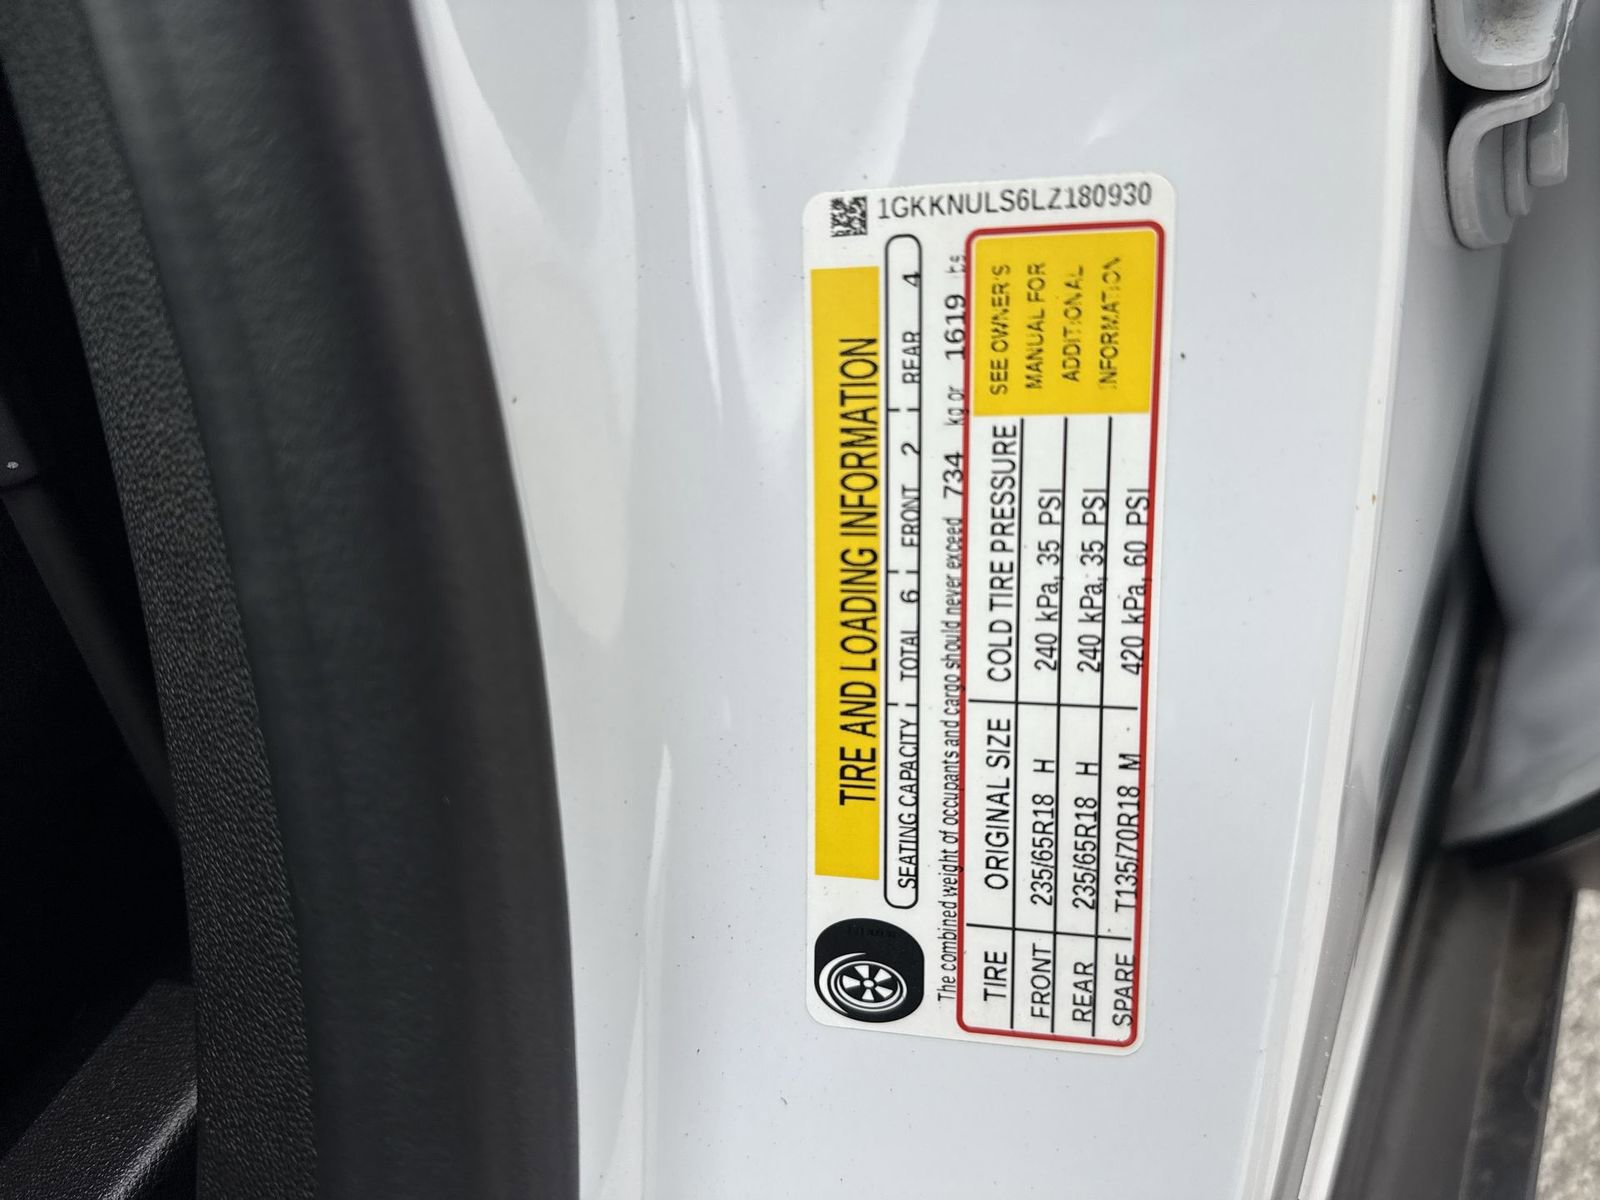 1GKKNULS6LZ180930
TIRE AND LOADING INFORMATION
SEATING CAPACITY TOTAL 6 FRONT 2 REAR 4
The combined weight of occupants and cargo should never exceed 734 kg or 1619
TIRE ORIGINAL SIZE COLD TIRE PRESSURE
FRONT 235/65R18 H 240 kPa, 35 PSI
REAR 235/65R18 H 240 kPa, 35 PSI
SPARE T135/70R18 M 420 kPa, 60 PSI
SEE OWNER'S
MANUAL FOR
ADDITIONAL
INFORMATION